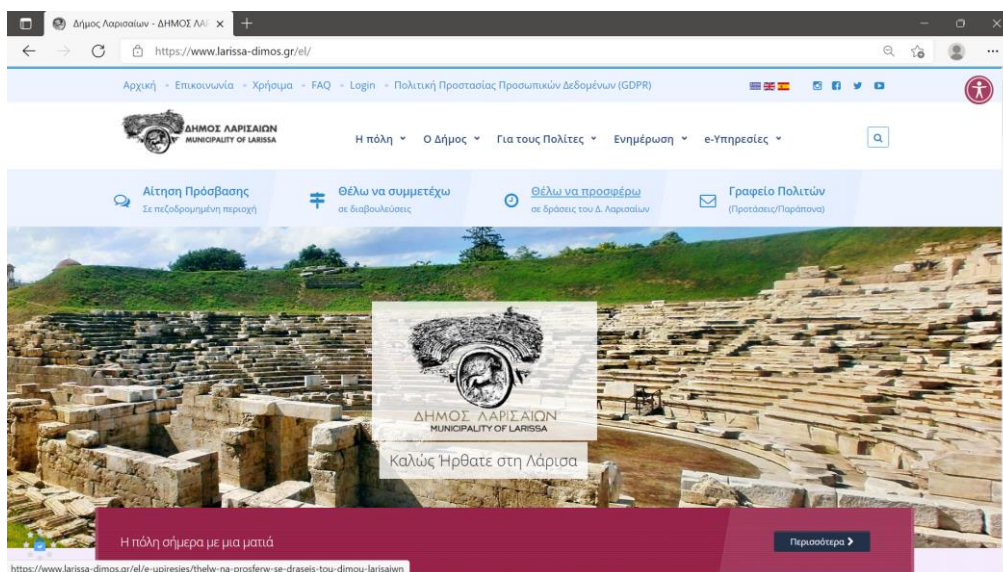 Δήμος Λαρισαίων - ΔΗΜΟΣ ΛΑΡ
https://www.larissa-dimos.gr/el/
Αρχική - Επικοινωνία - Χρήσιμα - FAQ - Login - Πολιτική Προστασίας Προσωπικών Δεδομένων (GDPR)
ΔΗΜΟΣ ΛΑΡΙΣΑΙΩΝ
MUNICIPALITY OF LARISSA
Η πόλη Ο Δήμος Για τους Πολίτες Ενημέρωση e-Υπηρεσίες
Αίτηση Πρόσβασης Θέλω να συμμετέχω Θέλω να προσφέρω Γραφείο Πολιτών
Σε πεζοδρομημένη περιοχή σε διαβουλεύσεις σε δράσεις του Δ. Λαρισαίων (Προτάσεις/Παράπονα)
ΔΗΜΟΣ ΛΑΡΙΣΑΙΩΝ
MUNICIPALITY OF LARISSA
Καλώς Ήρθατε στη Λάρισα
Η πόλη σήμερα με μια ματιά Περισσότερα
https://www.larissa-dimos.gr/el/e-upiresies/thelw-na-prosferw-se-draseis-tou-dimou-larisaiwn